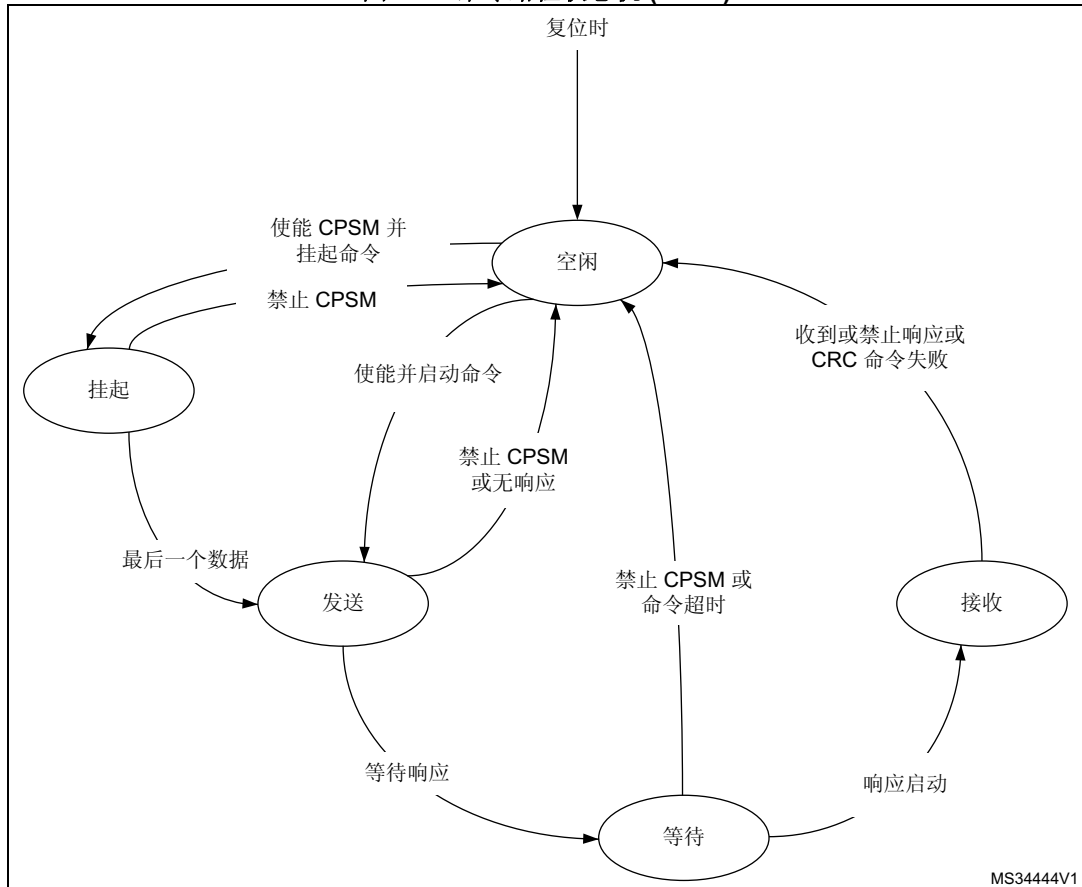 复位时
使能 CPSM 并
挂起命令
空闲
禁止 CPSM
收到或禁止响应或
CRC 命令失败
挂起
使能并启动命令
禁止 CPSM
或无响应
最后一个数据
禁止 CPSM 或
命令超时
发送
接收
等待响应
响应启动
等待
MS34444V1